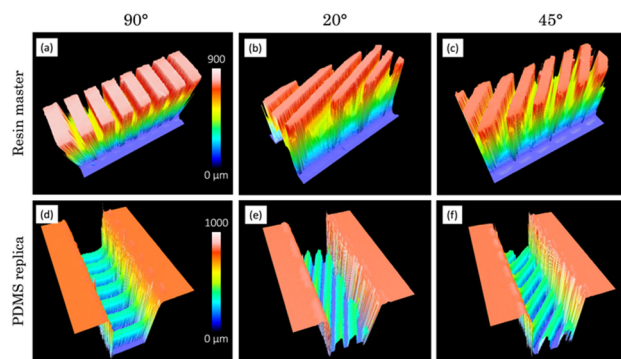 90° 20° 45°
Resin master
(a) 900 0 µm
(b)
(c)
PDMS replica
(d) 1000 0 µm
(e)
(f)